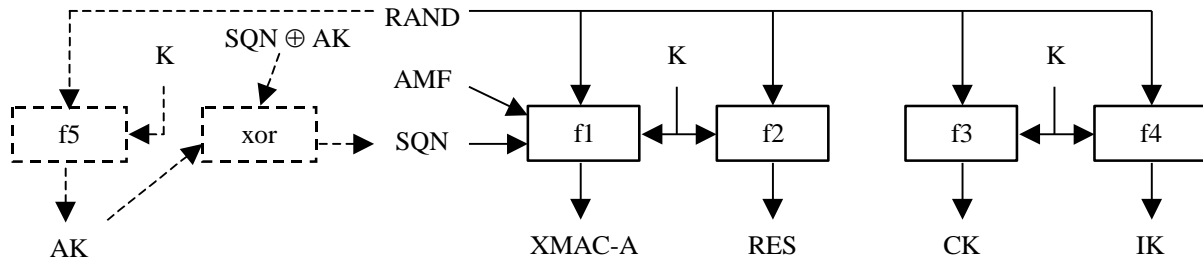 RAND
SQN ⊕ AK
K
K
K
AMF
f5
xor
SQN
f1
f2
f3
f4
AK
XMAC-A
RES
CK
IK